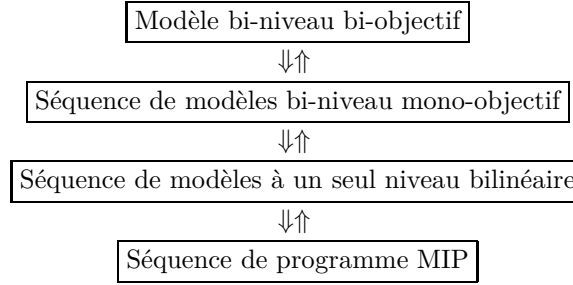 Modèle bi-niveau bi-objectif
⇓⇑
Séquence de modèles bi-niveau mono-objectif
⇓⇑
Séquence de modèles à un seul niveau bilinéaire
⇓⇑
Séquence de programme MIP